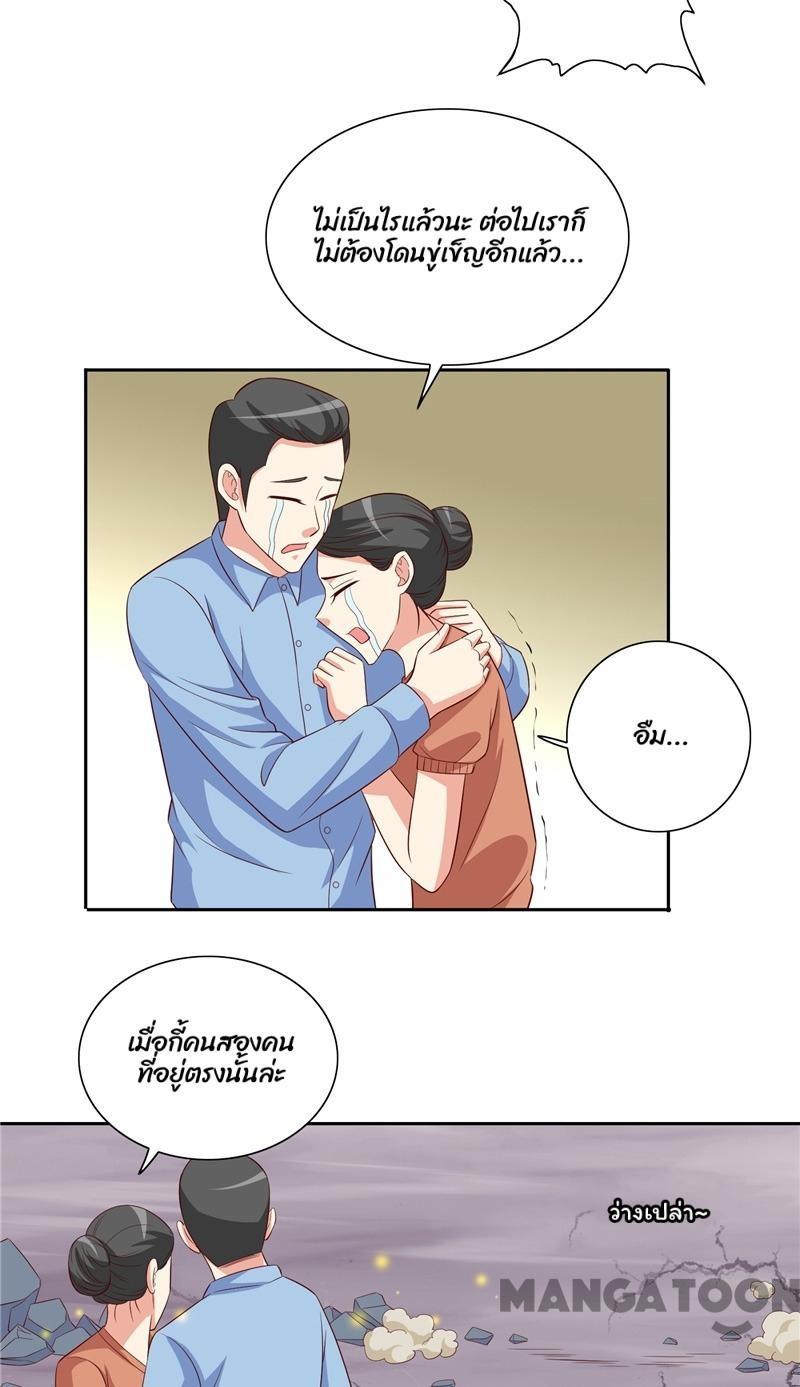 ไม่เป็นไรแล้วนะ ต่อไปเราก็
ไม่ต้องโดนขู่เข็ญอีกแล้ว...
อืม...
เมื่อกี้คนสองคน
ที่อยู่ตรงนั้นล่ะ
ว่างเปล่า~
MANGATOON